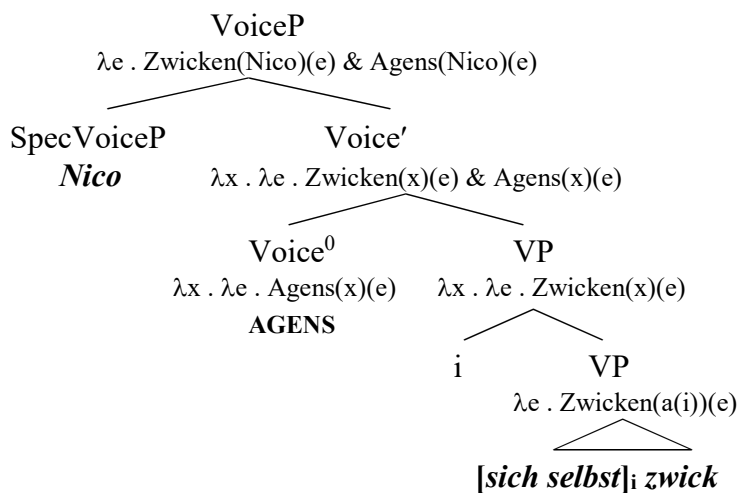 VoiceP
λe . Zwicken(Nico)(e) & Agens(Nico)(e)
SpecVoiceP Voice′
Nico λx . λe . Zwicken(x)(e) & Agens(x)(e)
Voice⁰ VP
λx . λe . Agens(x)(e) λx . λe . Zwicken(x)(e)
AGENS
i VP
λe . Zwicken(a(i))(e)
[sich selbst]ᵢ zwick